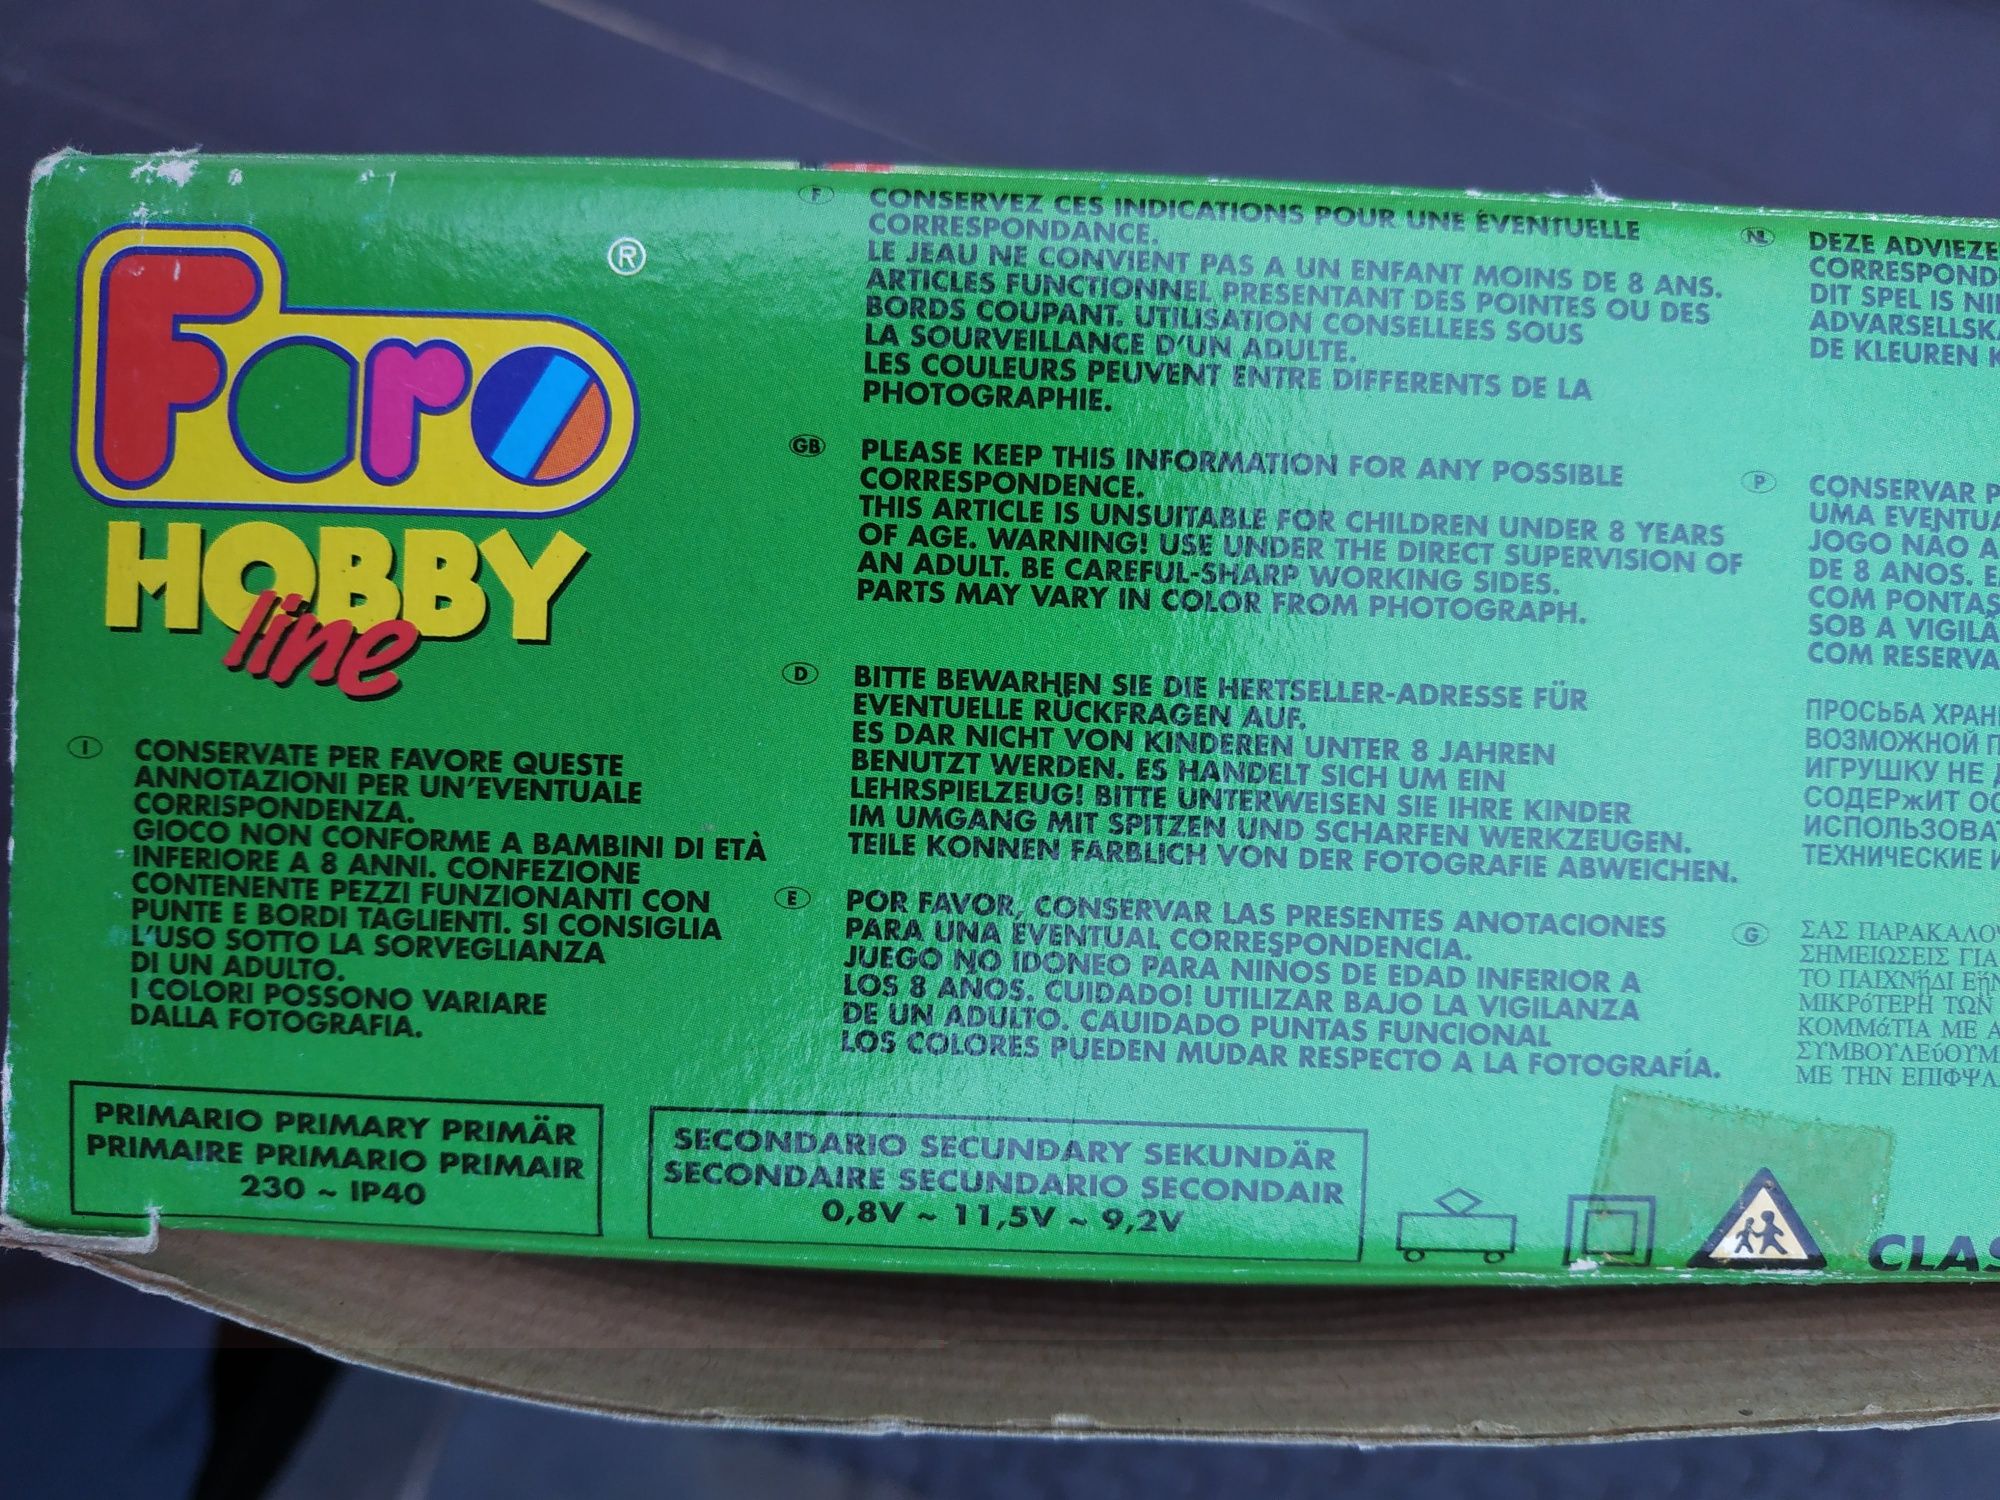 Faro ®
HOBBY
line
I
CONSERVATE PER FAVORE QUESTE
ANNOTAZIONI PER UN'EVENTUALE
CORRISPONDENZA.
GIOCO NON CONFORME A BAMBINI DI ETÀ
INFERIORE A 8 ANNI. CONFEZIONE
CONTENENTE PEZZI FUNZIONANTI CON
PUNTE E BORDI TAGLIENTI. SI CONSIGLIA
L'USO SOTTO LA SORVEGLIANZA
DI UN ADULTO.
I COLORI POSSONO VARIARE
DALLA FOTOGRAFIA.
PRIMARIO PRIMARY PRIMÄR
PRIMAIRE PRIMARIO PRIMAIR
230 ~ IP40
F
CONSERVEZ CES INDICATIONS POUR UNE ÉVENTUELLE
CORRESPONDANCE.
LE JEAU NE CONVIENT PAS A UN ENFANT MOINS DE 8 ANS.
ARTICLES FUNCTIONNEL PRESENTANT DES POINTES OU DES
BORDS COUPANT. UTILISATION CONSELLEES SOUS
LA SOURVEILLANCE D'UN ADULTE.
LES COULEURS PEUVENT ENTRE DIFFERENTS DE LA
PHOTOGRAPHIE.
GB
PLEASE KEEP THIS INFORMATION FOR ANY POSSIBLE
CORRESPONDENCE.
THIS ARTICLE IS UNSUITABLE FOR CHILDREN UNDER 8 YEARS
OF AGE. WARNING! USE UNDER THE DIRECT SUPERVISION OF
AN ADULT. BE CAREFUL-SHARP WORKING SIDES.
PARTS MAY VARY IN COLOR FROM PHOTOGRAPH.
D
BITTE BEWARHEN SIE DIE HERTSELLER-ADRESSE FÜR
EVENTUELLE RÜCKFRAGEN AUF.
ES DAR NICHT VON KINDEREN UNTER 8 JAHREN
BENUTZT WERDEN. ES HANDELT SICH UM EIN
LEHRSPIELZEUG! BITTE UNTERWEISEN SIE IHRE KINDER
IM UMGANG MIT SPITZEN UND SCHARFEN WERKZEUGEN.
TEILE KONNEN FARBLICH VON DER FOTOGRAFIE ABWEICHEN.
E
POR FAVOR, CONSERVAR LAS PRESENTES ANOTACIONES
PARA UNA EVENTUAL CORRESPONDENCIA.
JUEGO NO IDONEO PARA NIÑOS DE EDAD INFERIOR A
LOS 8 AÑOS. CUIDADO! UTILIZAR BAJO LA VIGILANZA
DE UN ADULTO. CAUIDADO PUNTAS FUNCIONAL
LOS COLORES PUEDEN MUDAR RESPECTO A LA FOTOGRAFÍA.
SECONDARIO SECUNDARY SEKUNDÄR
SECONDAIRE SECUNDARIO SECONDAIR
0,8V ~ 11,5V ~ 9,2V
NL
DEZE ADVIEZE
CORRESPOND
DIT SPEL IS NI
ADVARSELLSK
DE KLEUREN K
P
CONSERVAR P
UMA EVENTUA
JOGO NÃO A
DE 8 ANOS. E
COM PONTAS
SOB A VIGILA
COM RESERVA
ПРОСЬБА ХРАН
ВОЗМОЖНОЙ П
ИГРУШКУ НЕ
СОДЕРжИТ ОС
ИСПОЛЬЗОВА
ТЕХНИЧЕСКИЕ И
G
ΣΑΣ ΠΑΡΑΚΑΛΟ
ΣΗΜΕΙΩΣΕΙΣ ΓΙΑ
ΤΟ ΠΑΙΧΝήΔΙ ΕήΝ
ΜΙΚΡόΤΕΡΗ ΤΩΝ
ΚΟΜΜάΤΙΑ ΜΕ Α
ΣΥΜΒΟΥΛΕύΟΥΜ
ΜΕ ΤΗΝ ΕΠΙΦΨΛ
CLAS